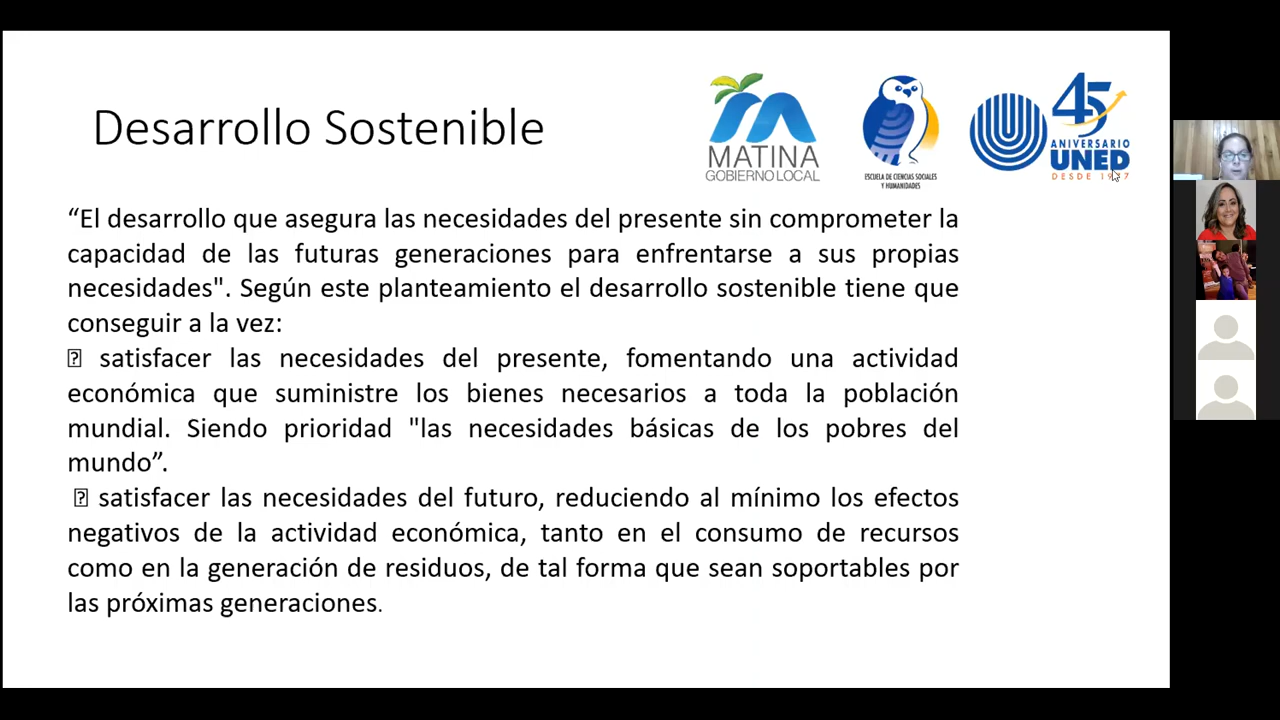 Desarrollo Sostenible
MATINA
GOBIERNO LOCAL
ESCUELA DE CIENCIAS SOCIALES
Y HUMANIDADES
45
ANIVERSARIO
UNED
DESDE
“El desarrollo que asegura las necesidades del presente sin comprometer la
capacidad de las futuras generaciones para enfrentarse a sus propias
necesidades". Según este planteamiento el desarrollo sostenible tiene que
conseguir a la vez:
⍰ satisfacer las necesidades del presente, fomentando una actividad
económica que suministre los bienes necesarios a toda la población
mundial. Siendo prioridad "las necesidades básicas de los pobres del
mundo”.
⍰ satisfacer las necesidades del futuro, reduciendo al mínimo los efectos
negativos de la actividad económica, tanto en el consumo de recursos
como en la generación de residuos, de tal forma que sean soportables por
las próximas generaciones.